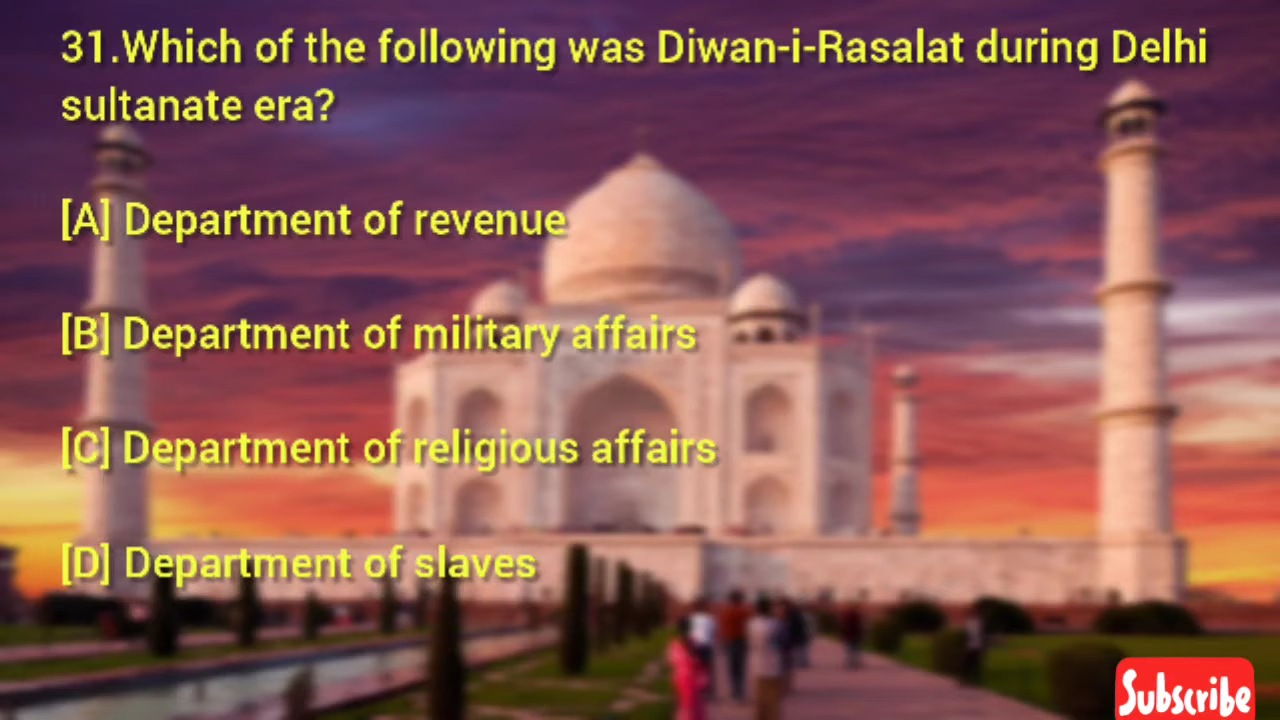 31.Which of the following was Diwan-i-Rasalat during Delhi
sultanate era?
[A] Department of revenue
[B] Department of military affairs
[C] Department of religious affairs
[D] Department of slaves
Subscribe